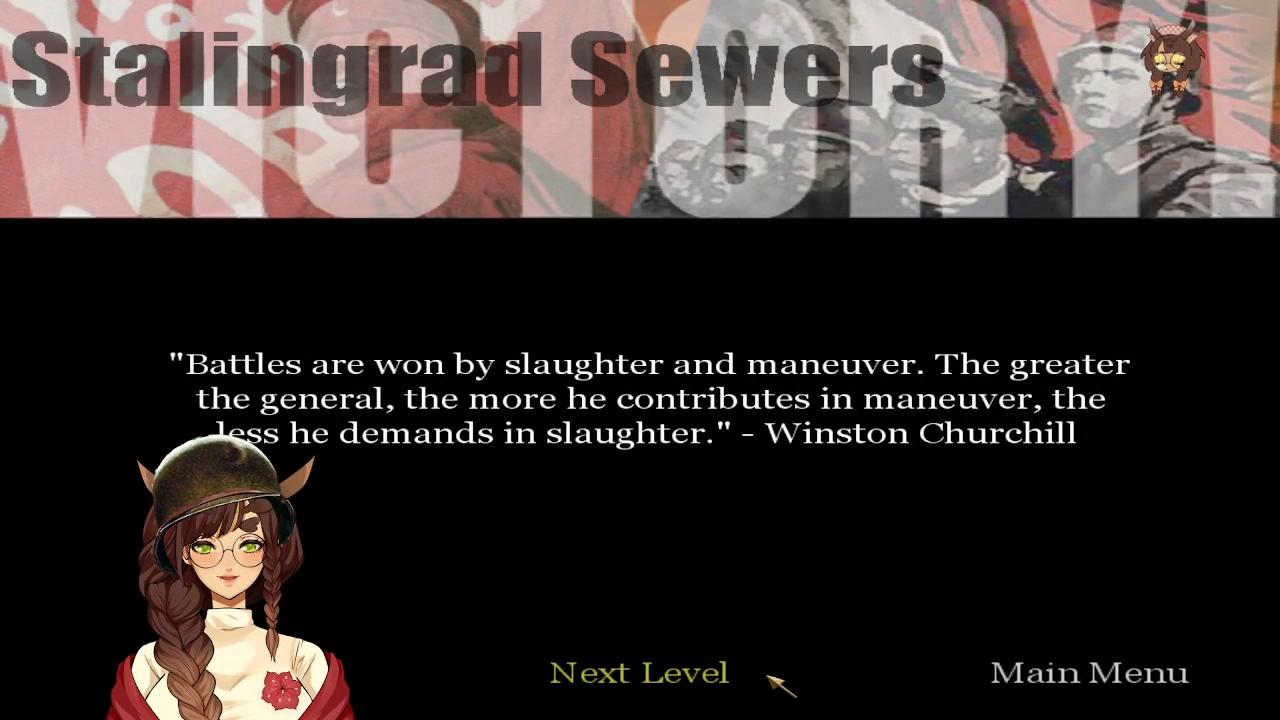 VICTORY
Stalingrad Sewers
"Battles are won by slaughter and maneuver. The greater
the general, the more he contributes in maneuver, the
less he demands in slaughter." - Winston Churchill
Next Level
Main Menu